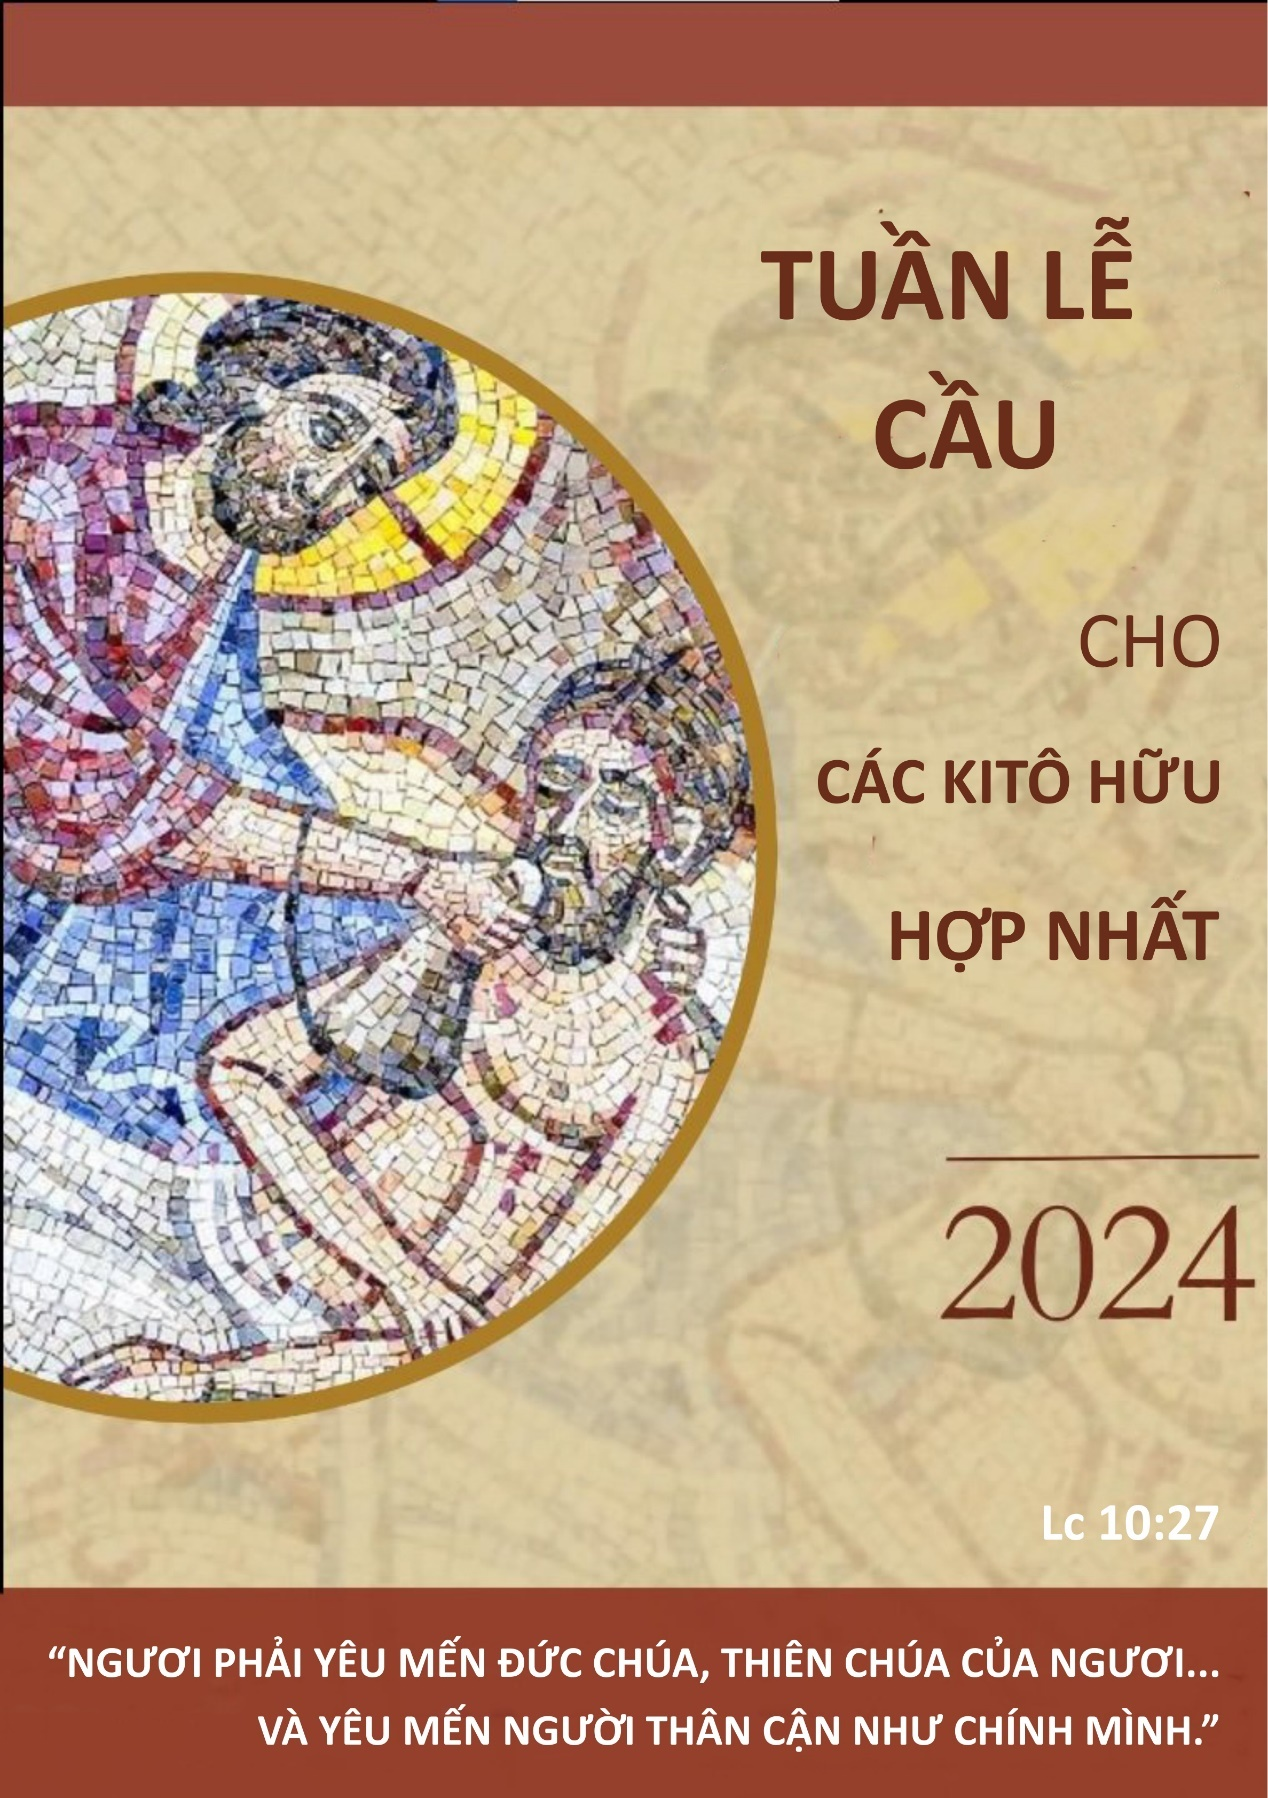 TUẦN LỄ
CẦU
CHO
CÁC KITÔ HỮU
HỢP NHẤT
2024
Lc 10:27
“NGƯƠI PHẢI YÊU MẾN ĐỨC CHÚA, THIÊN CHÚA CỦA NGƯƠI...
VÀ YÊU MẾN NGƯỜI THÂN CẬN NHƯ CHÍNH MÌNH.”